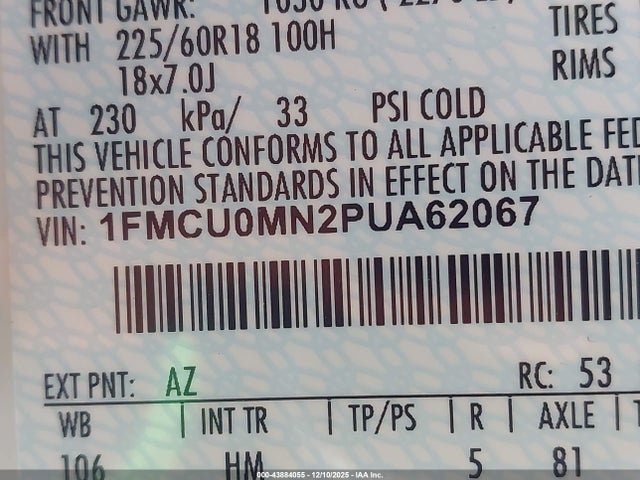 FRONT GAWR:
TIRES
WITH 225/60R18 100H
RIMS
18x7.0J
AT 230 kPa/ 33 PSI COLD
THIS VEHICLE CONFORMS TO ALL APPLICABLE FED
PREVENTION STANDARDS IN EFFECT ON THE DAT
VIN: 1FMCU0MN2PUA62067
EXT PNT: AZ RC: 53
WB INT TR TP/PS R AXLE
106 HM 5 81
000-43884055 - 12/10/2025 - IAA Inc.